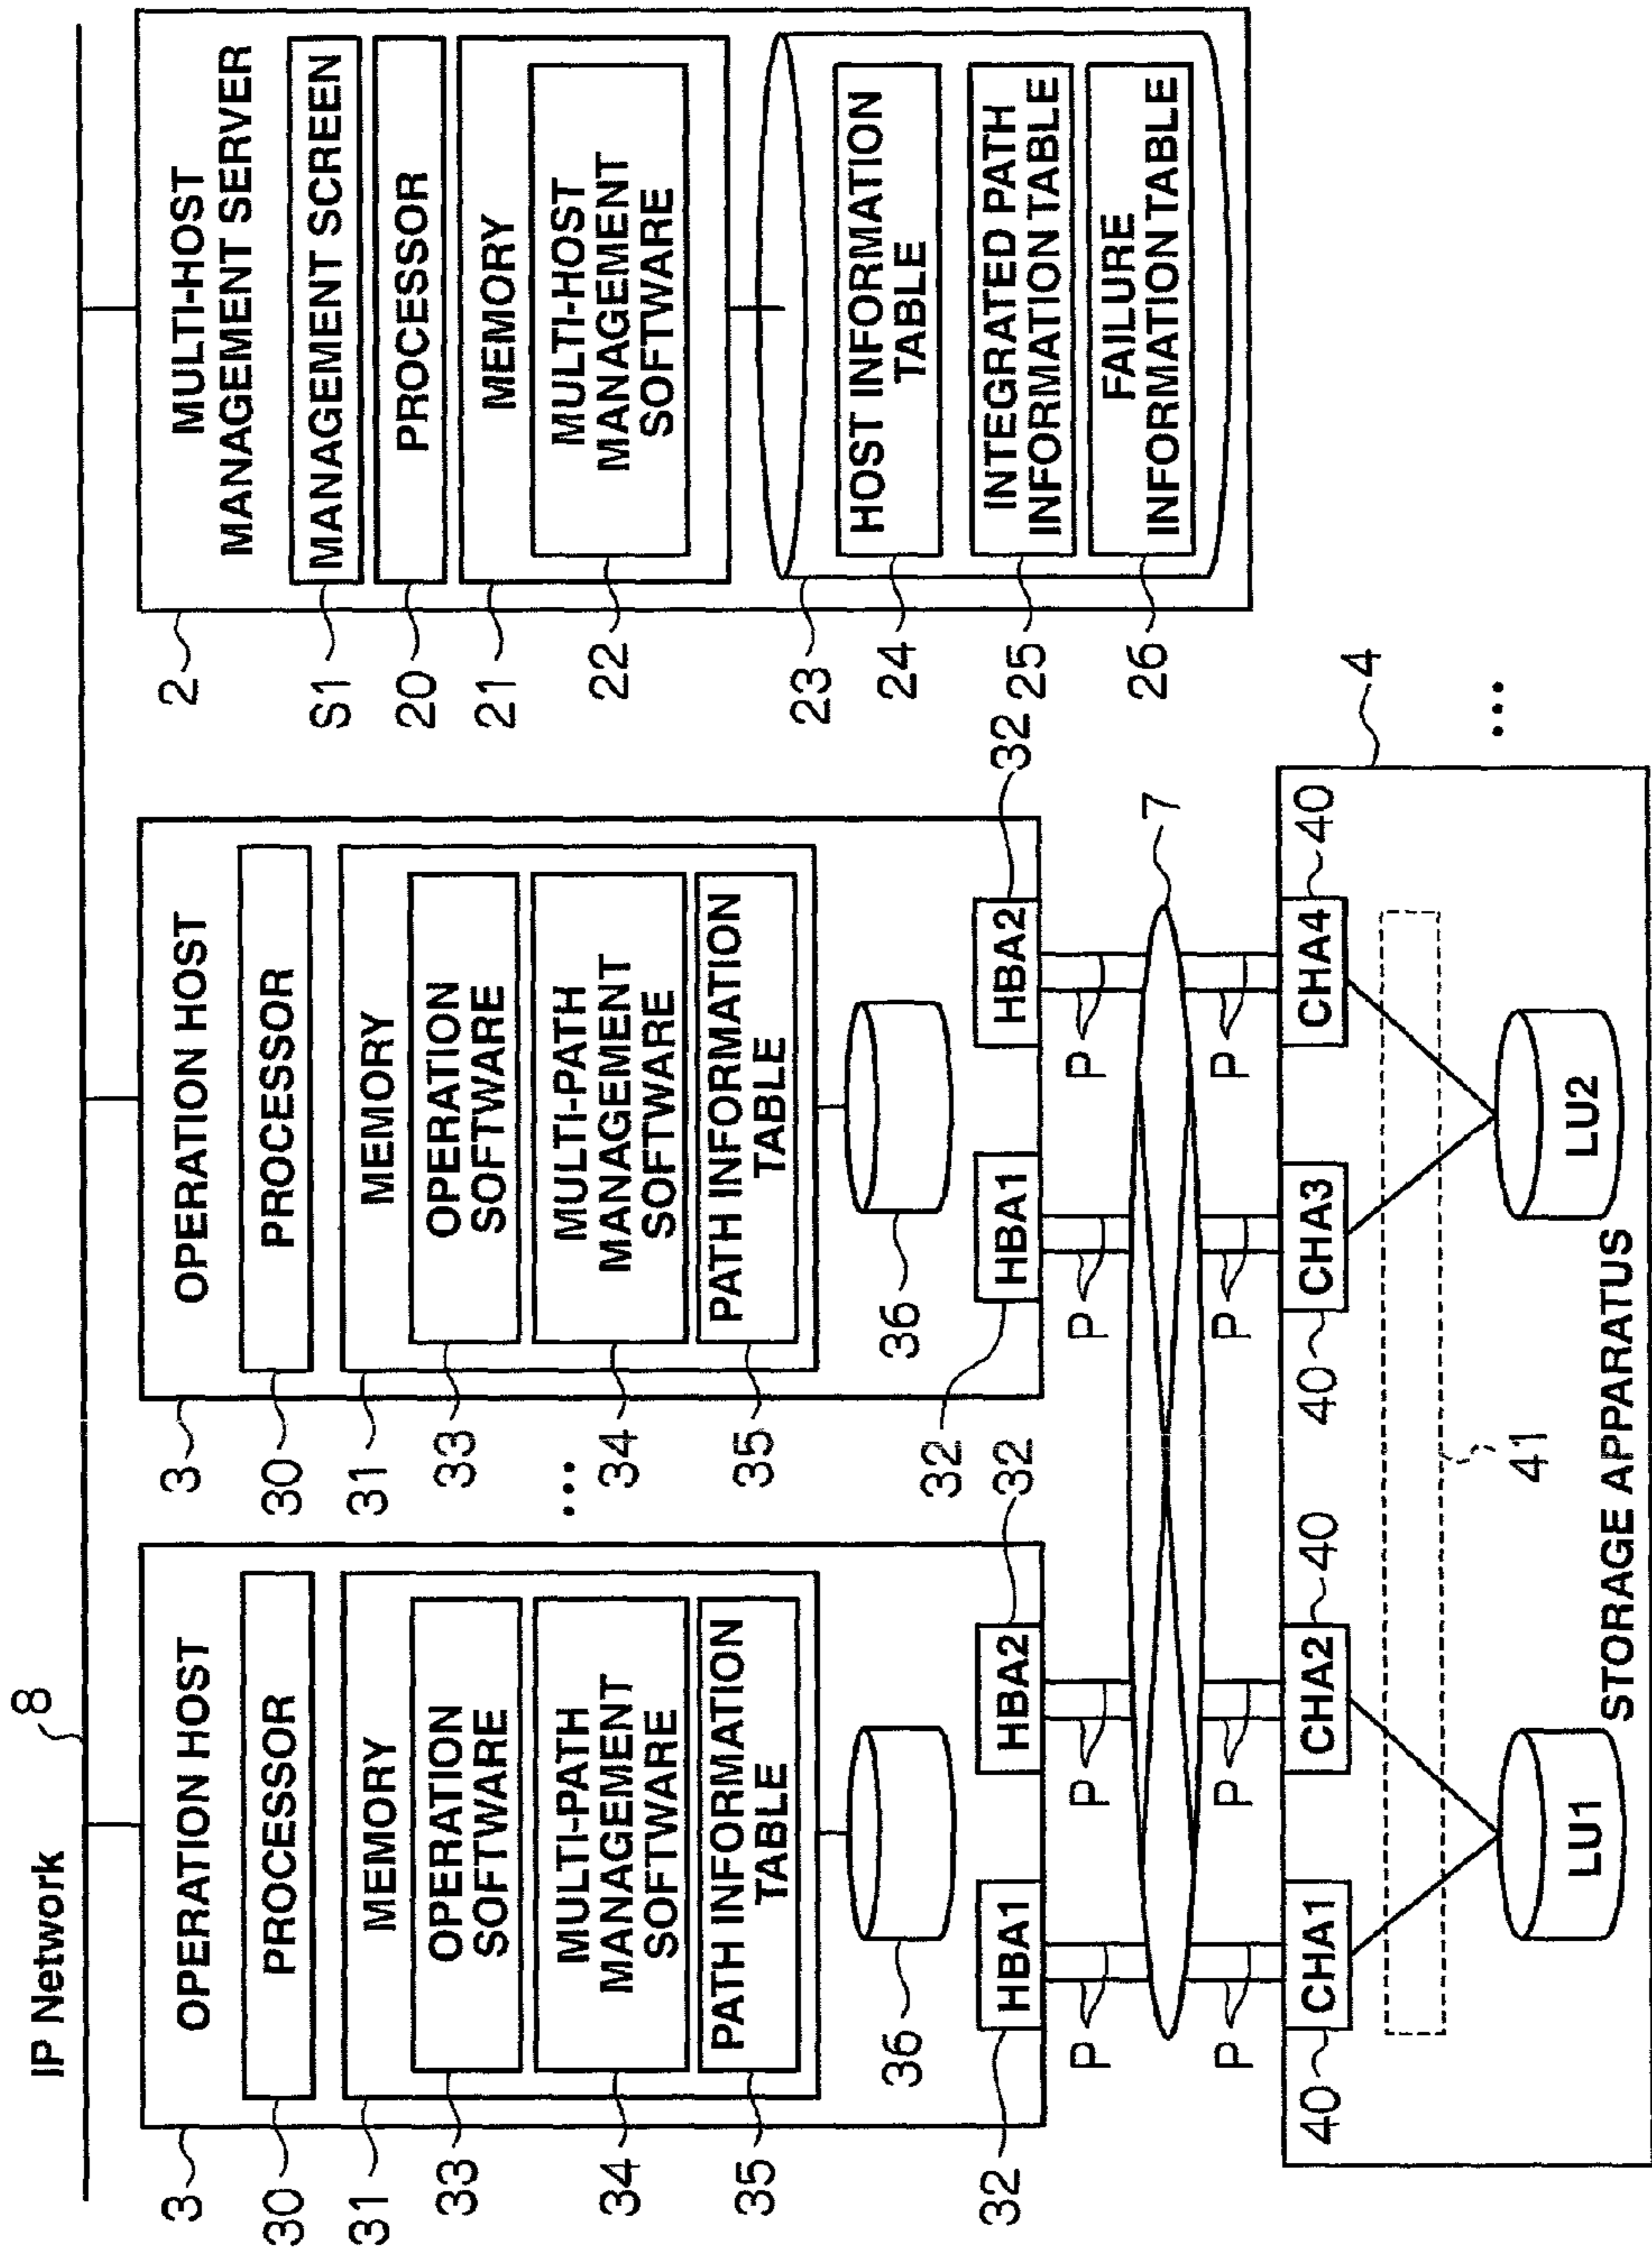 IP Network
8
3
OPERATION HOST
30
PROCESSOR
31
MEMORY
33
OPERATION
SOFTWARE
34
MULTI-PATH
MANAGEMENT
SOFTWARE
35
PATH INFORMATION
TABLE
36
32
HBA1
HBA2
32
...
3
OPERATION HOST
30
PROCESSOR
31
MEMORY
33
OPERATION
SOFTWARE
34
MULTI-PATH
MANAGEMENT
SOFTWARE
35
PATH INFORMATION
TABLE
36
32
HBA1
HBA2
32
2
MULTI-HOST
MANAGEMENT SERVER
S1
MANAGEMENT SCREEN
20
PROCESSOR
21
MEMORY
22
MULTI-HOST
MANAGEMENT
SOFTWARE
23
24
HOST INFORMATION
TABLE
25
INTEGRATED PATH
INFORMATION TABLE
26
FAILURE
INFORMATION TABLE
P
P
P
P
7
P
P
P
P
4
...
40
CHA1
CHA2
40
40
CHA3
CHA4
40
41
LU1
LU2
STORAGE APPARATUS